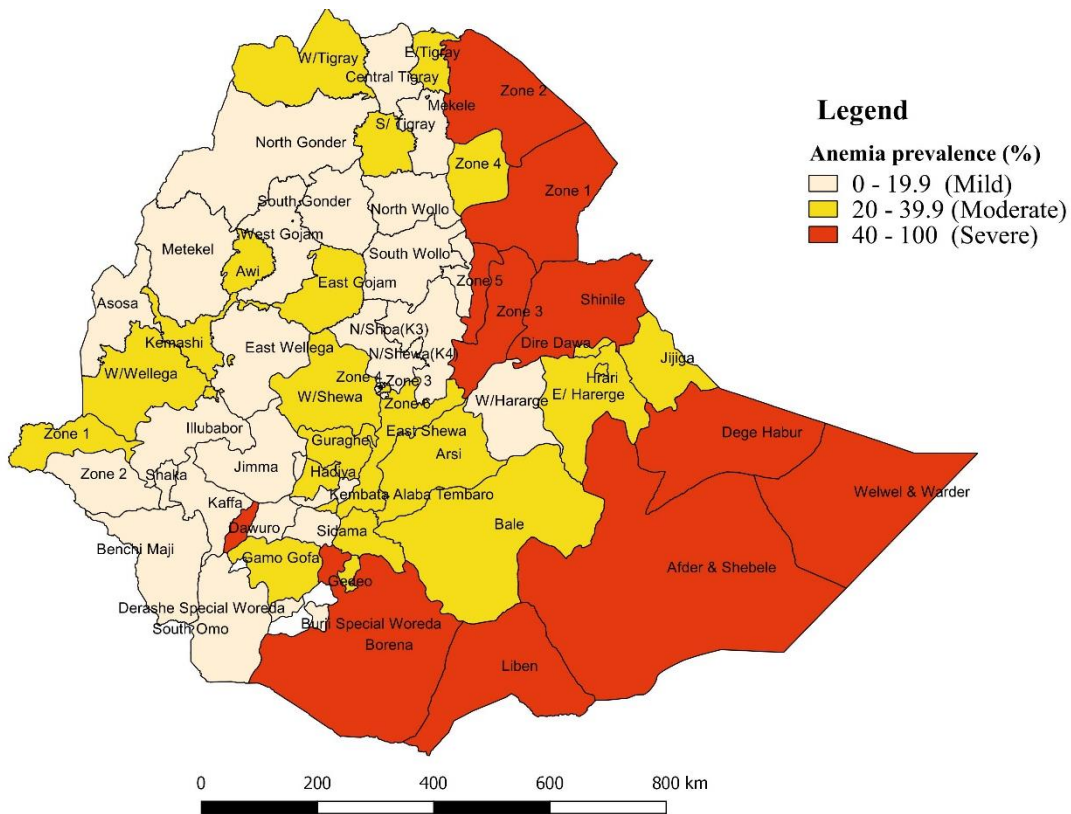 W/Tigray
E/Tigray
Central Tigray
Zone 2
Mekele
S/ Tigray
North Gonder
Zone 4
Zone 1
South Gonder
North Wollo
West Gojam
Metekel
South Wollo
Awi
East Gojam
Zone 5
Asosa
Shinile
Zone 3
N/Shoa(K3)
Kemashi
East Wellega
Dire Dawa
N/Shewa(K4)
Jijiga
W/Wellega
Zone 4
Zone 3
Hrari
W/Shewa
E/ Harerge
W/Hararge
Zone 6
Illubabor
East Shewa
Zone 1
Dege Habur
Guraghe
Arsi
Jimma
Zone 2
Shaka
Hadiya
Welwel & Warder
Kembata Alaba Tembaro
Kaffa
Bale
Dawuro
Sidama
Benchi Maji
Gamo Gofa
Afder & Shebele
Gedeo
Derashe Special Woreda
Burji Special Woreda
South Omo
Borena
Liben
Legend
Anemia prevalence (%)
0 - 19.9 (Mild)
20 - 39.9 (Moderate)
40 - 100 (Severe)
0 200 400 600 800 km